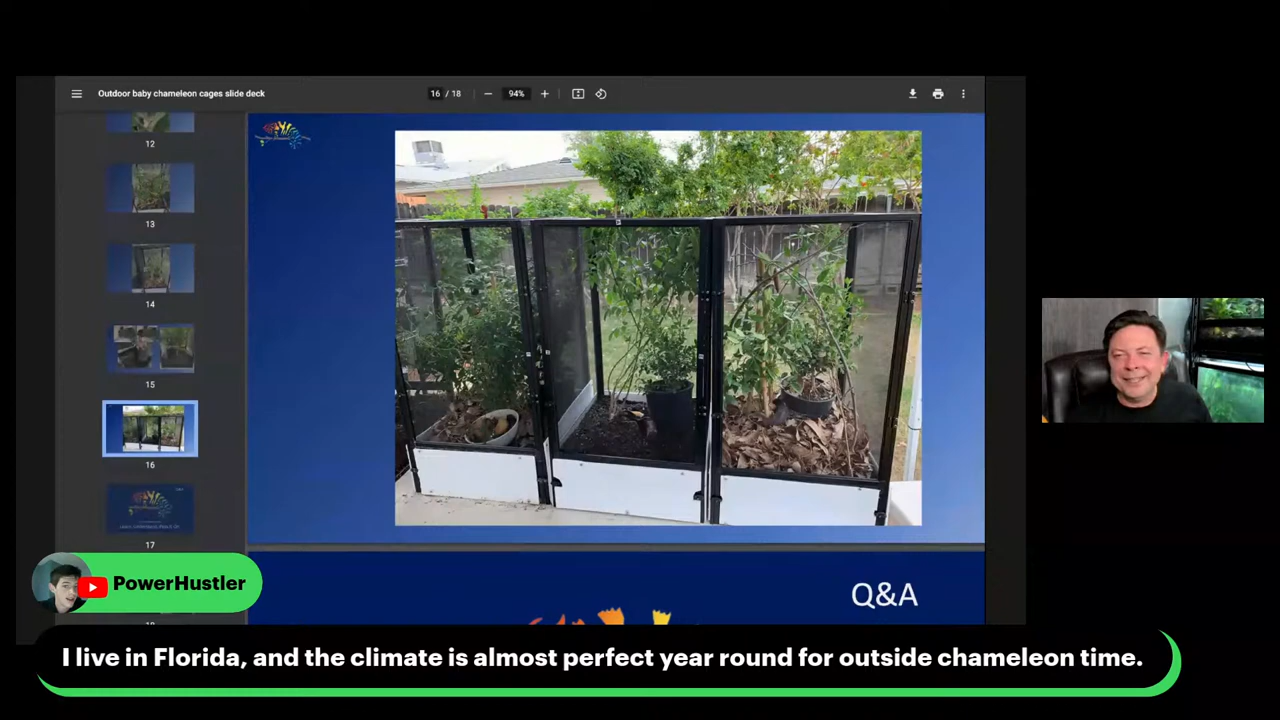 Outdoor baby chameleon cages slide deck
16 / 18
94%
12
13
14
15
16
17
Q&A
PowerHustler
I live in Florida, and the climate is almost perfect year round for outside chameleon time.